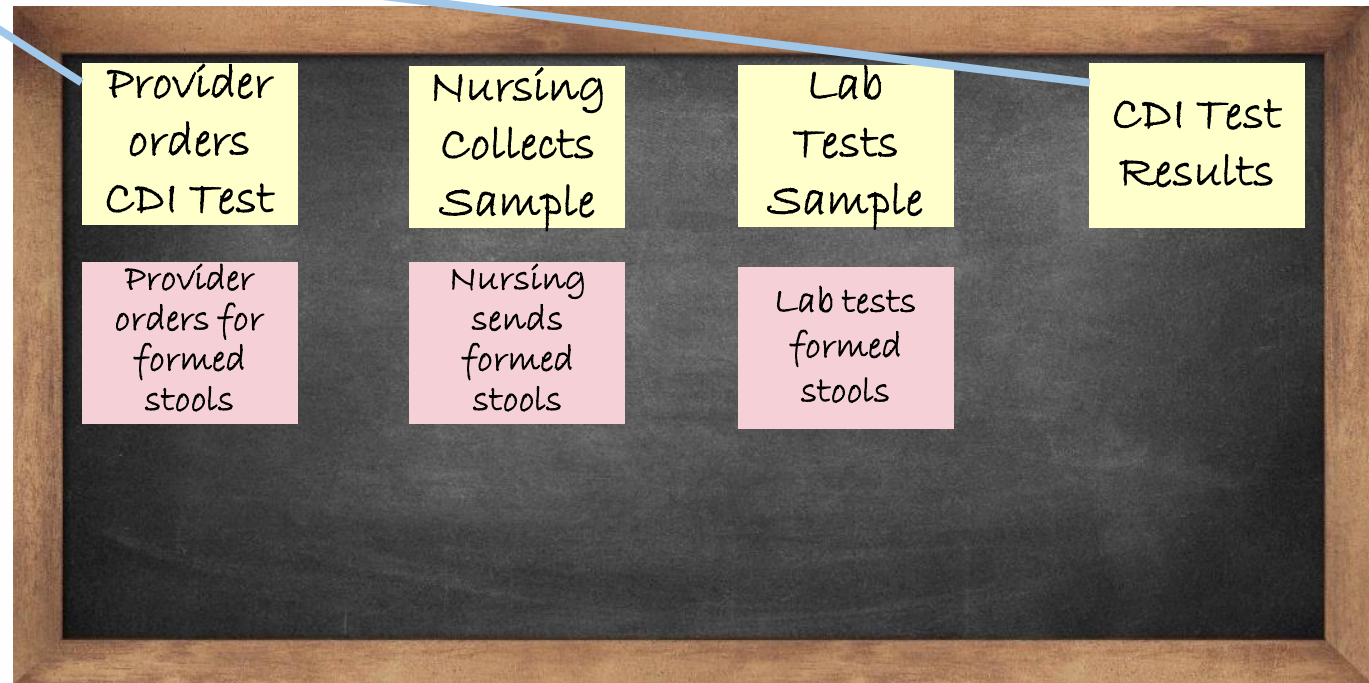 Provider
orders
CDI Test
Nursing
Collects
Sample
Lab
Tests
Sample
CDI Test
Results
Provider
orders for
formed
stools
Nursing
sends
formed
stools
Lab tests
formed
stools